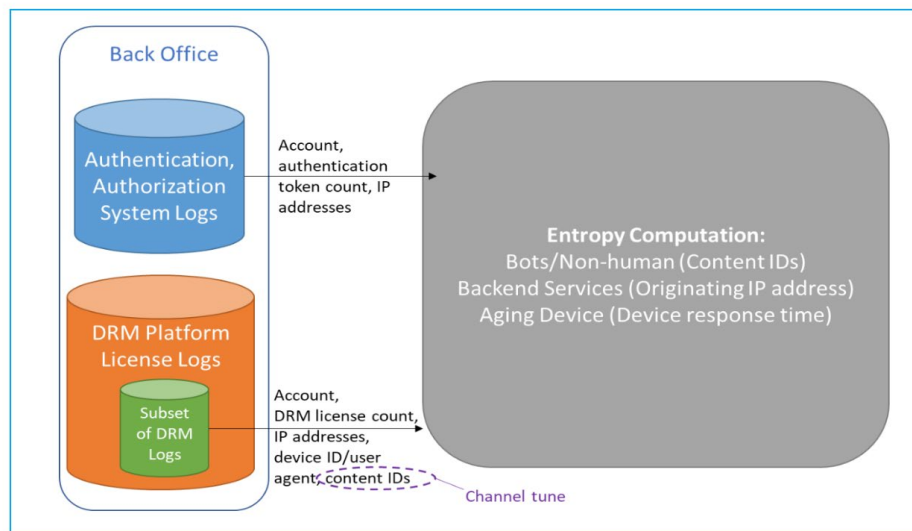 Back Office
Authentication,
Authorization
System Logs
Account,
authentication
token count, IP
addresses
DRM Platform
License Logs
Subset
of DRM
Logs
Account,
DRM license count,
IP addresses,
device ID/user
agent, content IDs
Channel tune
Entropy Computation:
Bots/Non-human (Content IDs)
Backend Services (Originating IP address)
Aging Device (Device response time)